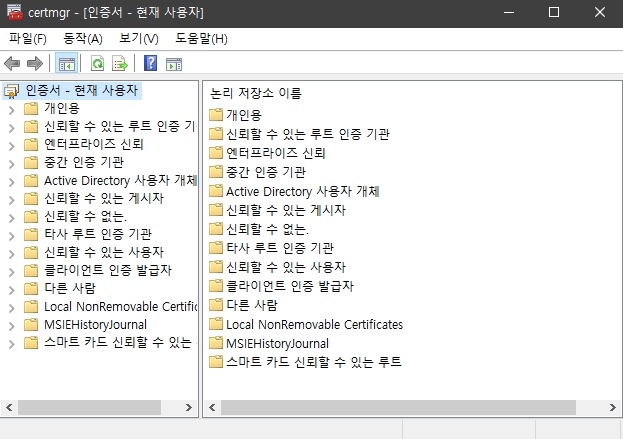 certmgr - [인증서 - 현재 사용자]
파일(F) 동작(A) 보기(V) 도움말(H)
인증서 - 현재 사용자
개인용
신뢰할 수 있는 루트 인증 기
엔터프라이즈 신뢰
중간 인증 기관
Active Directory 사용자 개체
신뢰할 수 있는 게시자
신뢰할 수 없는.
타사 루트 인증 기관
신뢰할 수 있는 사용자
클라이언트 인증 발급자
다른 사람
Local NonRemovable Certific
MSIEHistoryJournal
스마트 카드 신뢰할 수 있는
논리 저장소 이름
개인용
신뢰할 수 있는 루트 인증 기관
엔터프라이즈 신뢰
중간 인증 기관
Active Directory 사용자 개체
신뢰할 수 있는 게시자
신뢰할 수 없는.
타사 루트 인증 기관
신뢰할 수 있는 사용자
클라이언트 인증 발급자
다른 사람
Local NonRemovable Certificates
MSIEHistoryJournal
스마트 카드 신뢰할 수 있는 루트